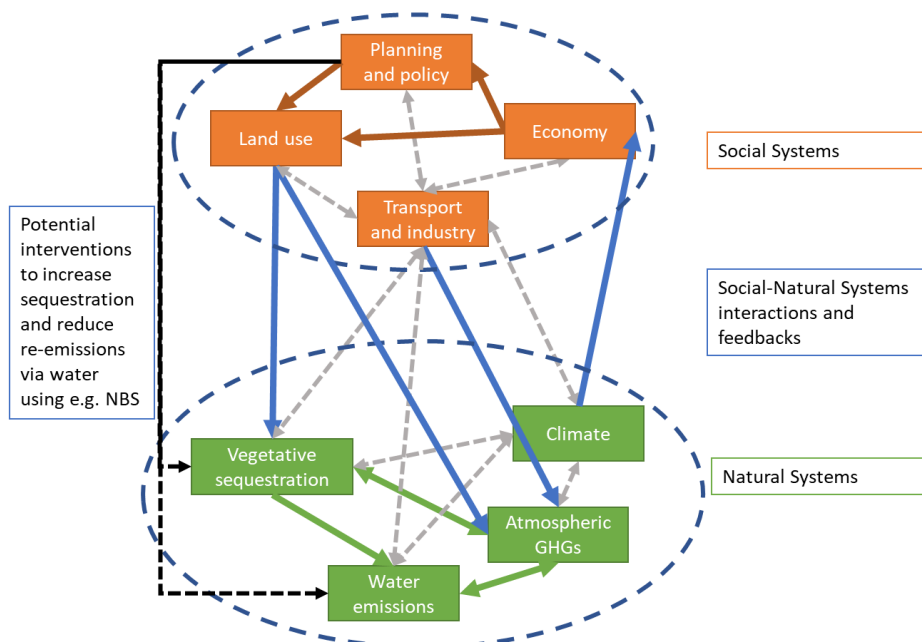 Planning
and policy
Land use
Economy
Transport
and industry
Social Systems
Potential
interventions
to increase
sequestration
and reduce
re-emissions
via water
using e.g. NBS
Social-Natural Systems
interactions and
feedbacks
Climate
Vegetative
sequestration
Natural Systems
Atmospheric
GHGs
Water
emissions